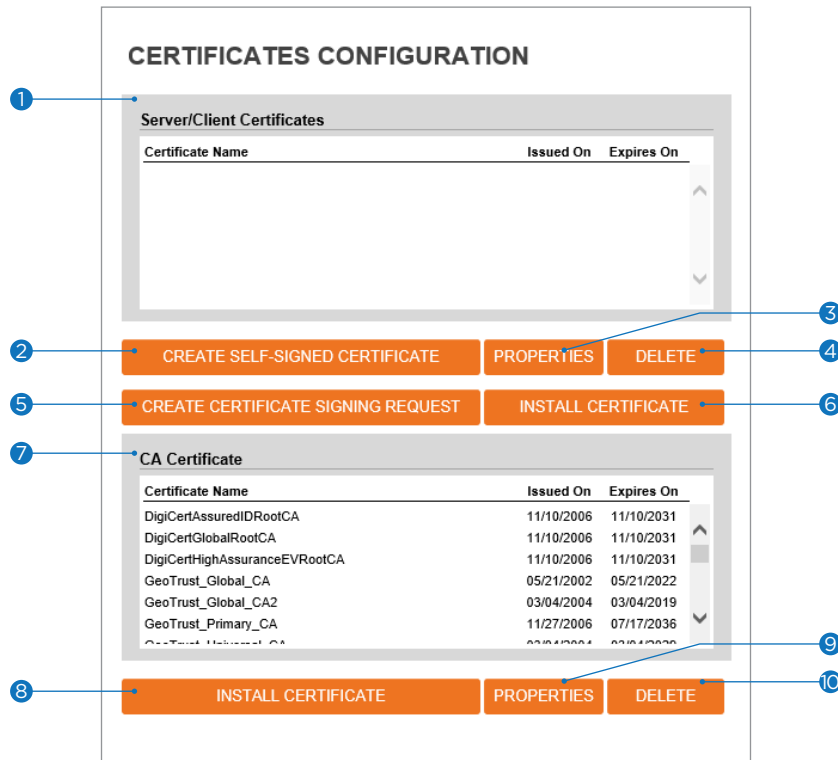 CERTIFICATES CONFIGURATION
1
Server/Client Certificates
Certificate Name Issued On Expires On
3
2 CREATE SELF-SIGNED CERTIFICATE PROPERTIES DELETE 4
5 CREATE CERTIFICATE SIGNING REQUEST INSTALL CERTIFICATE 6
7 CA Certificate
Certificate Name Issued On Expires On
DigiCertAssuredIDRootCA 11/10/2006 11/10/2031
DigiCertGlobalRootCA 11/10/2006 11/10/2031
DigiCertHighAssuranceEVRootCA 11/10/2006 11/10/2031
GeoTrust_Global_CA 05/21/2002 05/21/2022
GeoTrust_Global_CA2 03/04/2004 03/04/2019
GeoTrust_Primary_CA 11/27/2006 07/17/2036
9
8 INSTALL CERTIFICATE PROPERTIES DELETE 10